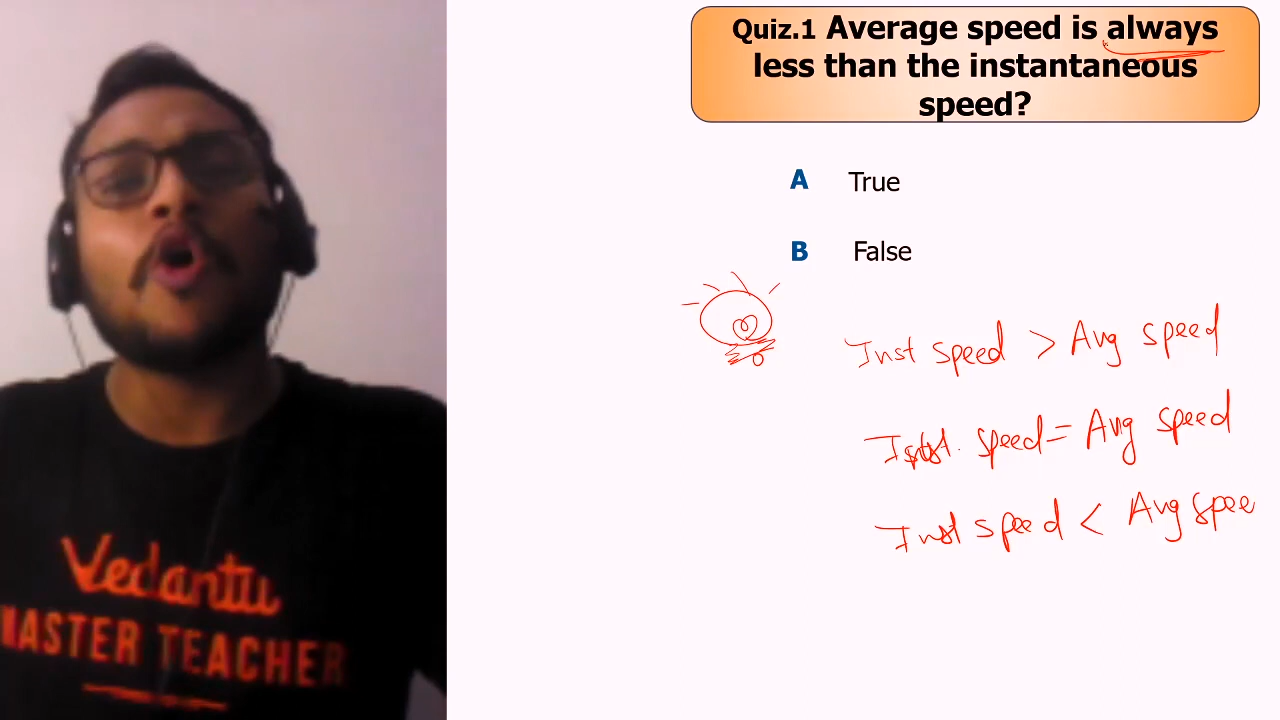 Quiz.1 Average speed is always
less than the instantaneous
speed?
A True
B False
Inst speed > Avg speed
Inst. speed = Avg speed
Inst speed < Avg spee
Vedantu
MASTER TEACHER